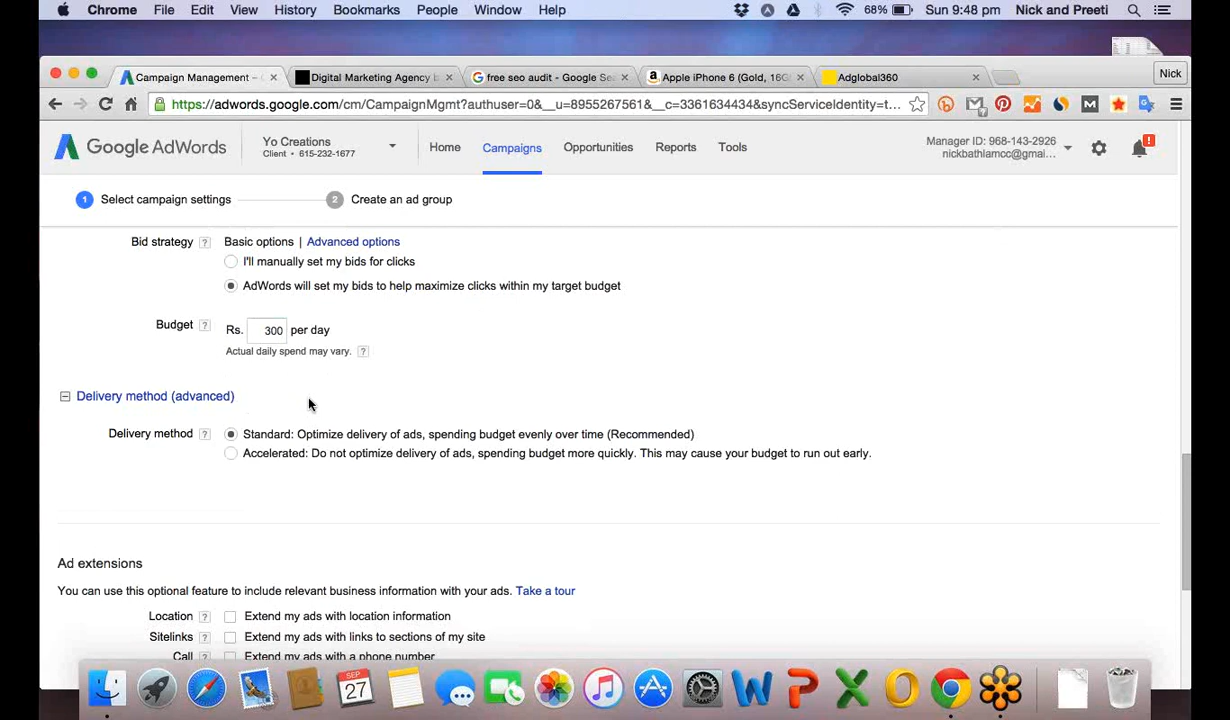 Chrome File Edit View History Bookmarks People Window Help 68% Sun 9:48 pm Nick and Preeti
Campaign Management – Digital Marketing Agency free seo audit - Google Se Apple iPhone 6 (Gold, 16G Adglobal360 Nick
https://adwords.google.com/cm/CampaignMgmt?authuser=0&__u=8955267561&__c=3361634434&syncServiceIdentity=t...
Google AdWords Yo Creations Home Campaigns Opportunities Reports Tools Manager ID: 968-143-2926
Client • 615-232-1677 nickbathlamcc@gmai... !
1 Select campaign settings 2 Create an ad group
Bid strategy ? Basic options | Advanced options
I'll manually set my bids for clicks
AdWords will set my bids to help maximize clicks within my target budget
Budget ? Rs. 300 per day
Actual daily spend may vary. ?
Delivery method (advanced)
Delivery method ? Standard: Optimize delivery of ads, spending budget evenly over time (Recommended)
Accelerated: Do not optimize delivery of ads, spending budget more quickly. This may cause your budget to run out early.
Ad extensions
You can use this optional feature to include relevant business information with your ads. Take a tour
Location ? Extend my ads with location information
Sitelinks ? Extend my ads with links to sections of my site
Call ? Extend my ads with a phone number
SEP
27